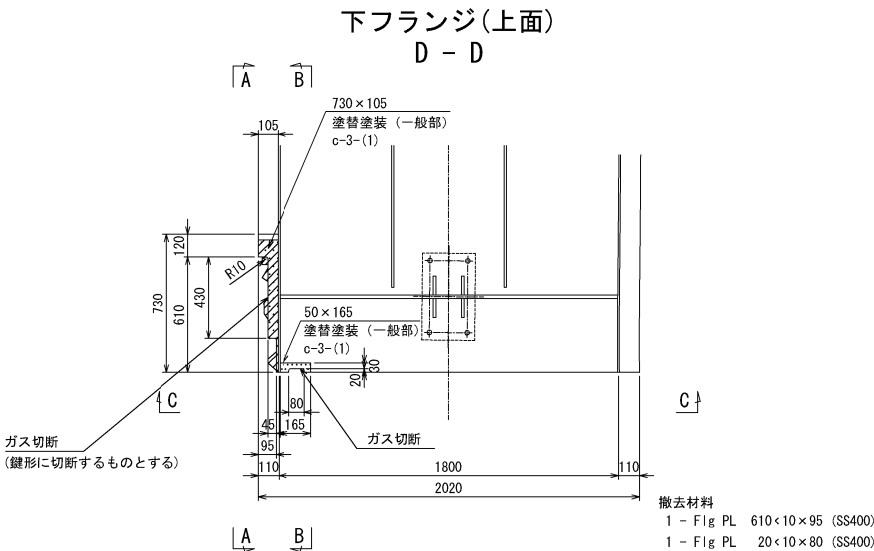 下フランジ(上面)
D - D
A B
730×105
塗替塗装 (一般部)
c-3-(1)
105
120
R10
730
610
430
50×165
塗替塗装 (一般部)
c-3-(1)
30
20
C C
80
45 165
ガス切断
ガス切断
(鍵形に切断するものとする)
95
110 1800 110
2020
撤去材料
1 - Flg PL 610×10×95 (SS400)
1 - Flg PL 20×10×80 (SS400)
A B